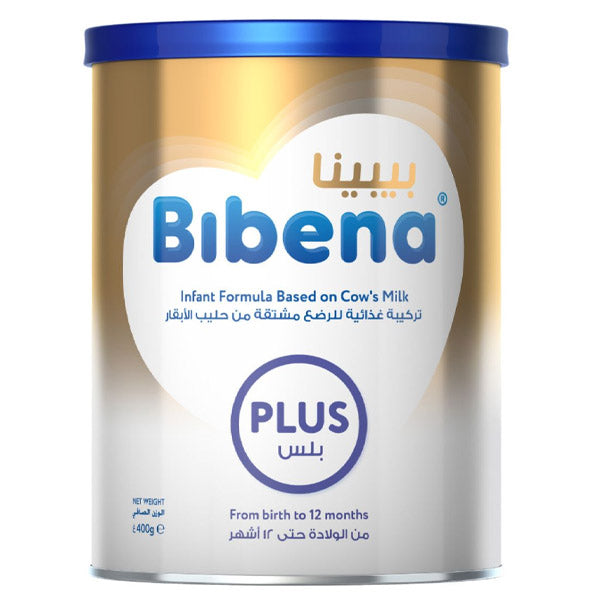 بيبينا
Bıbena®
Infant Formula Based on Cow's Milk
تركيبة غذائية للرضع مشتقة من حليب الأبقار
PLUS
بلس
From birth to 12 months
من الولادة حتى ١٢ أشهر
NET WEIGHT
الوزن الصافي
400g ℮ غ